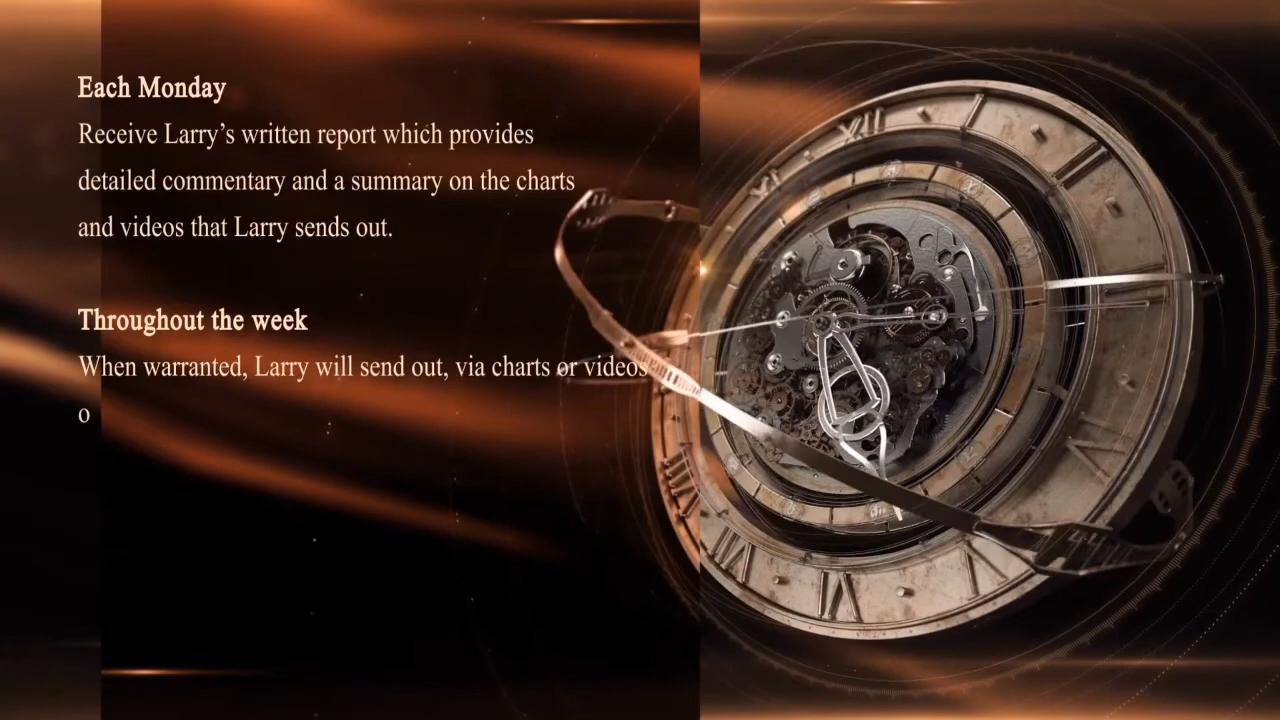 Each Monday
Receive Larry’s written report which provides
detailed commentary and a summary on the charts
and videos that Larry sends out.
Throughout the week
When warranted, Larry will send out, via charts or videos
o